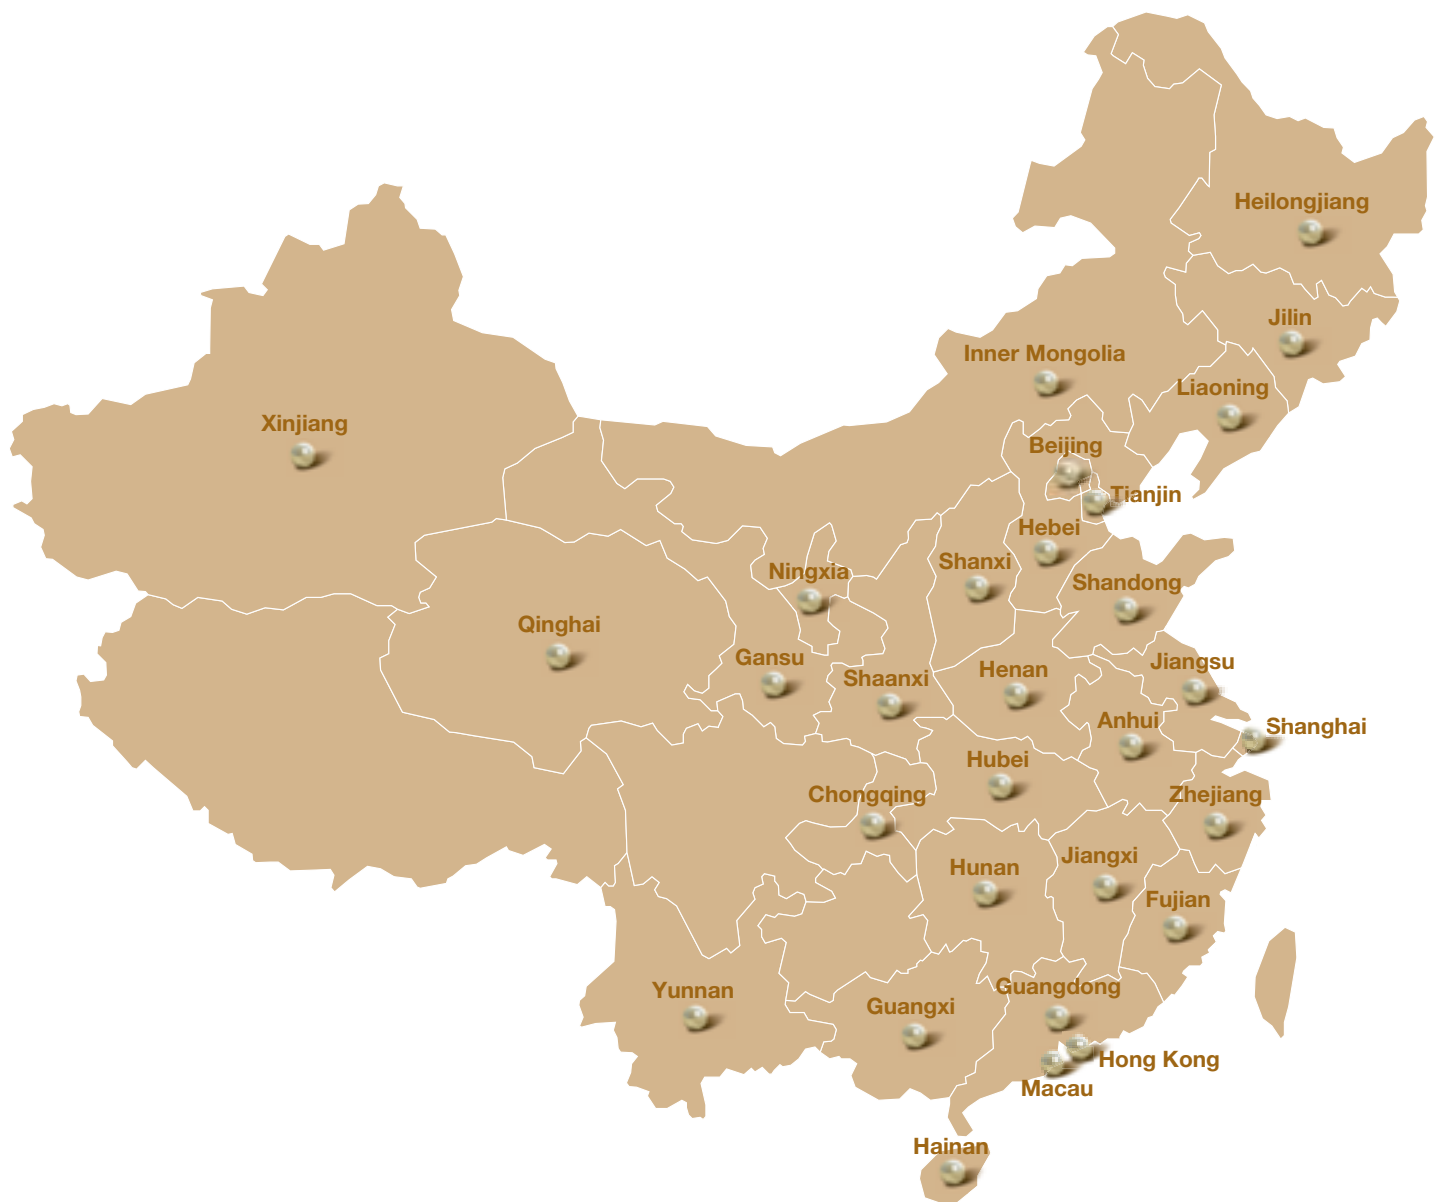 Heilongjiang
Jilin
Inner Mongolia
Liaoning
Xinjiang
Beijing
Tianjin
Hebei
Shanxi
Ningxia
Shandong
Qinghai
Gansu
Jiangsu
Henan
Shaanxi
Anhui
Shanghai
Hubei
Chongqing
Zhejiang
Jiangxi
Hunan
Fujian
Guangdong
Yunnan
Guangxi
Hong Kong
Macau
Hainan